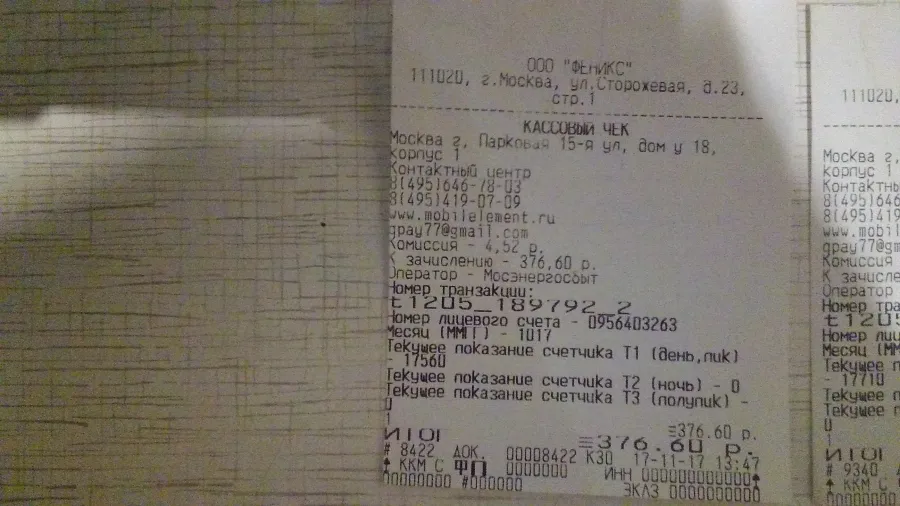 ООО "ФЕНИКС"
111020, г.Москва, ул.Сторожевая, д.23,
стр.1
КАССОВЫЙ ЧЕК
Москва г, Парковая 15-я ул, дом у 18,
Корпус 1
Контактный центр
8(495)646-78-03
8(495)419-07-09
www.mobilelement.ru
qpay77@gmail.com
Комиссия - 4,52 р.
К зачислению - 376,60 р.
Оператор - Мосэнергосбыт
Номер транзакции:
t1205_189792_2
Номер лицевого счета - 0956403263
Месяц (ММГГ) - 1017
Текущее показание счетчика Т1 (день,пик)
- 17560
Текущее показание счетчика Т2 (ночь) - 0
Текущее показание счетчика Т3 (полупик) -
0
1
≡376.60 р.
ИТОГ ≡376.60 р.
# 8422 ДОК. 00008422 К30 17-11-17 13:47
ККМ С ФП 0000000 ИНН 000000000000
00000000 #000000 ЭКЛЗ 0000000000
111020,
Москва г,
корпус 1
Контактны
8(495)646
8(495)419
www.mobil
qpay77@gm
Комиссия
К зачисле
Оператор
Номер тра
t1205
Номер лиц
Месяц (ММ
Текущее п
- 17710
Текущее п
Текущее п
0
1
ИТОГ
# 9340
ККМ С
00000000